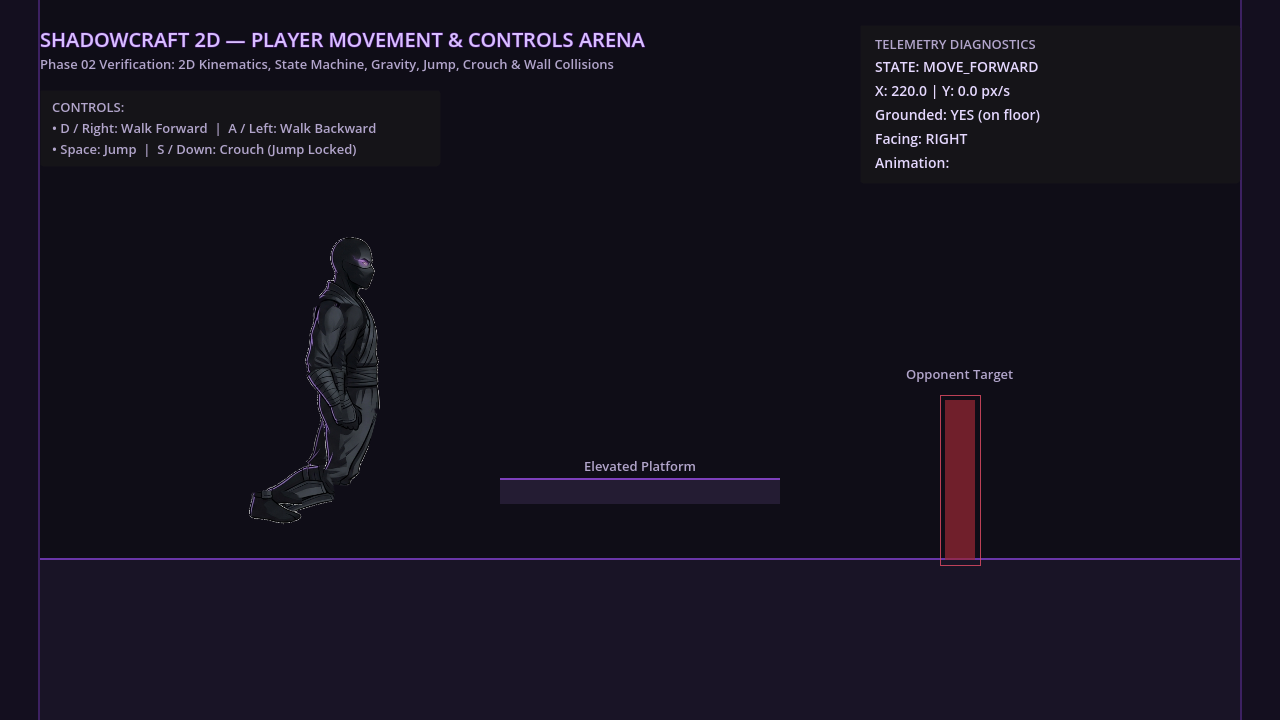 SHADOWCRAFT 2D — PLAYER MOVEMENT & CONTROLS ARENA
Phase 02 Verification: 2D Kinematics, State Machine, Gravity, Jump, Crouch & Wall Collisions
CONTROLS:
• D / Right: Walk Forward | A / Left: Walk Backward
• Space: Jump | S / Down: Crouch (Jump Locked)
TELEMETRY DIAGNOSTICS
STATE: MOVE_FORWARD
X: 220.0 | Y: 0.0 px/s
Grounded: YES (on floor)
Facing: RIGHT
Animation:
Opponent Target
Elevated Platform